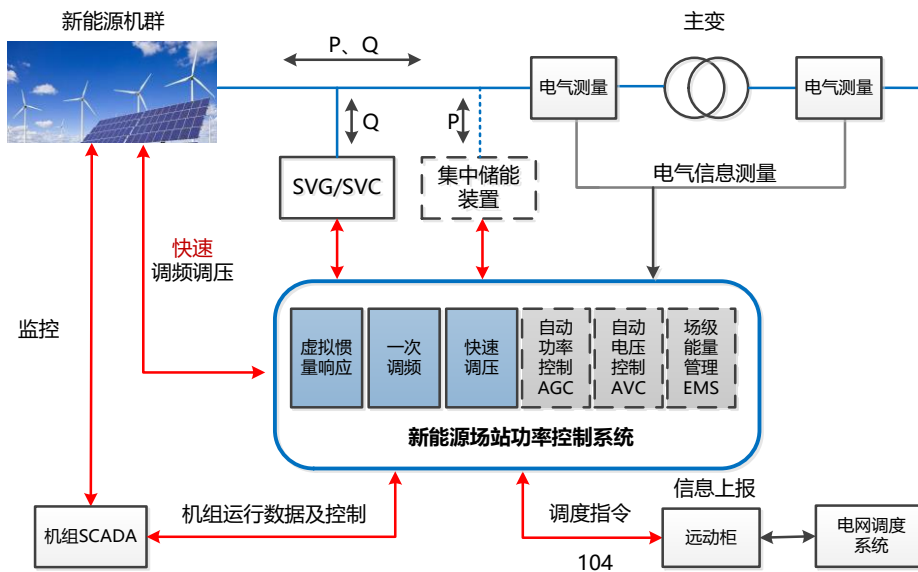 新能源机群
主变
P、Q
电气测量
电气测量
Q
P
SVG/SVC
集中储能
装置
电气信息测量
快速
调频调压
监控
虚拟惯
量响应
一次
调频
快速
调压
自动
功率
控制
AGC
自动
电压
控制
AVC
场级
能量
管理
EMS
新能源场站功率控制系统
机组SCADA
机组运行数据及控制
调度指令
104
信息上报
远动柜
电网调度
系统